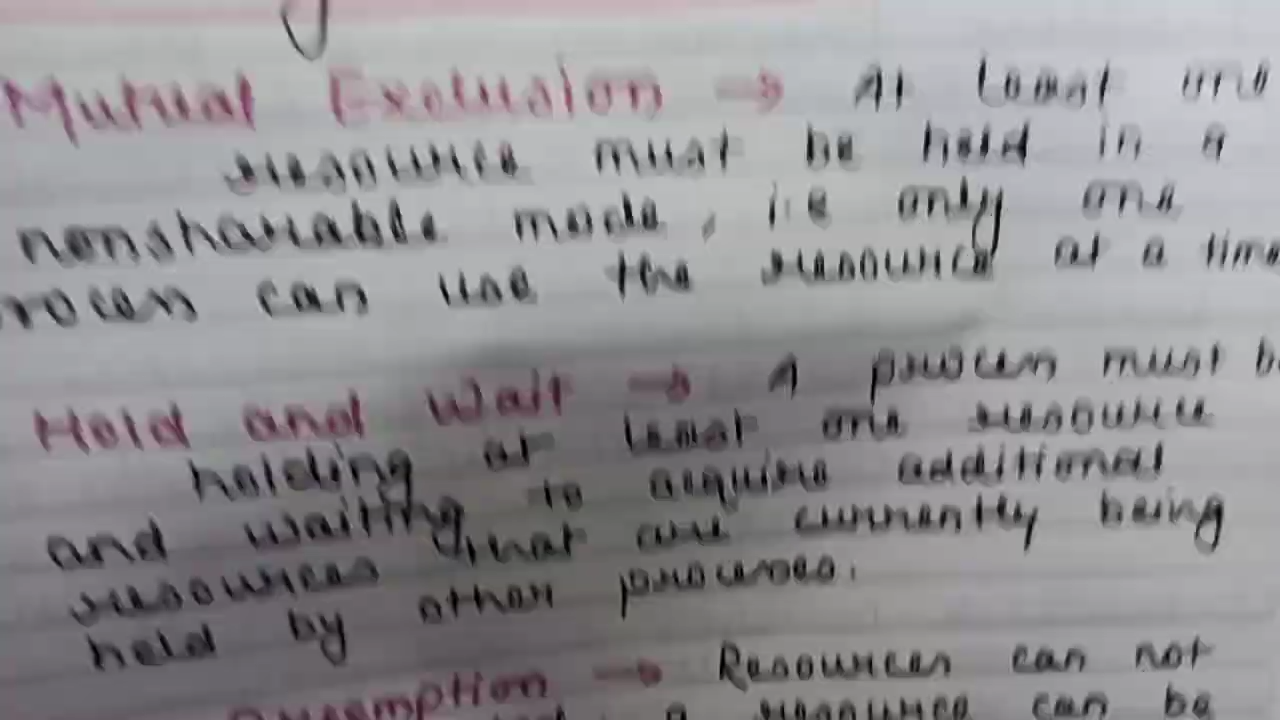 Mutual Exclusion → At least one
resource must be held in a
nonshariable mode, i.e only one
process can use the resource at a time
Hold and Wait → A process must be
holding at least one resource
and waiting to acquire additional
resources that are currently being
held by other processes.
Preemption → Resources can not
a resource can be